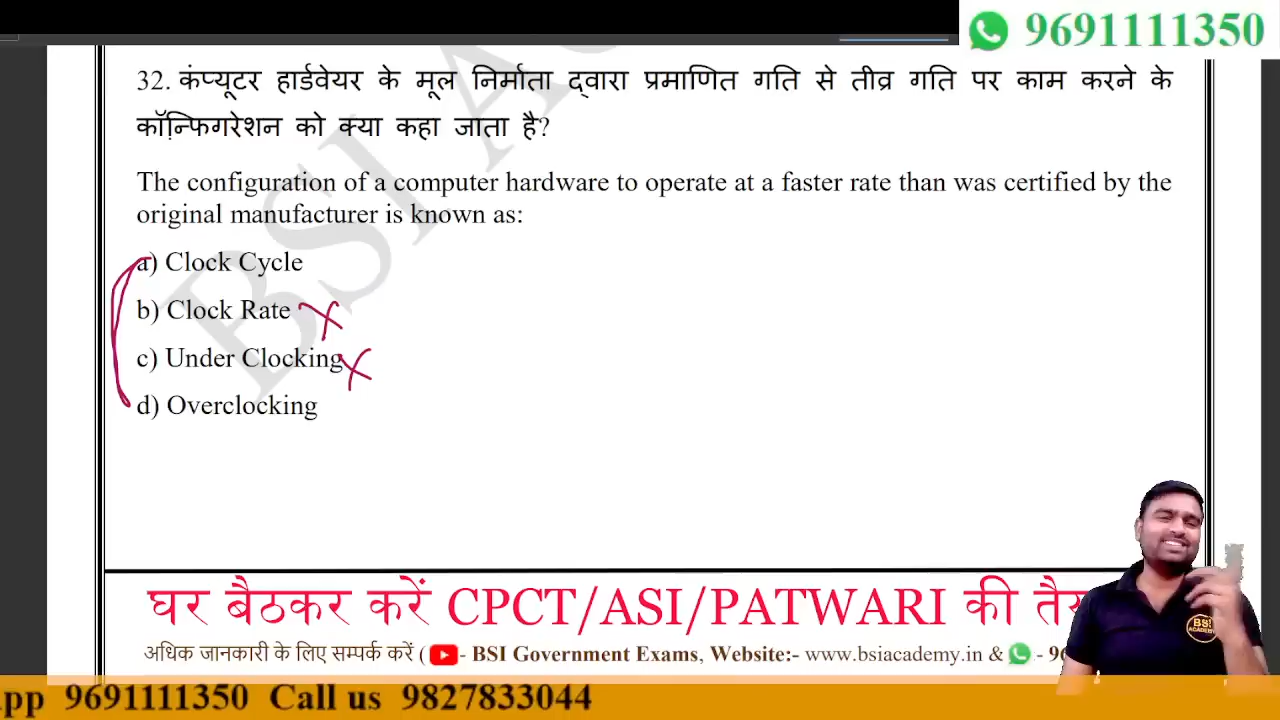 9691111350
32. कंप्यूटर हार्डवेयर के मूल निर्माता द्वारा प्रमाणित गति से तीव्र गति पर काम करने के
कॉन्फ़िगरेशन को क्या कहा जाता है?
The configuration of a computer hardware to operate at a faster rate than was certified by the
original manufacturer is known as:
a) Clock Cycle
b) Clock Rate
c) Under Clocking
d) Overclocking
BSI A
घर बैठकर करें CPCT/ASI/PATWARI की
अधिक जानकारी के लिए सम्पर्क करें ( - BSI Government Exams, Website:- www.bsiacademy.in & -
BSI
ACADEMY
pp 9691111350 Call us 9827833044